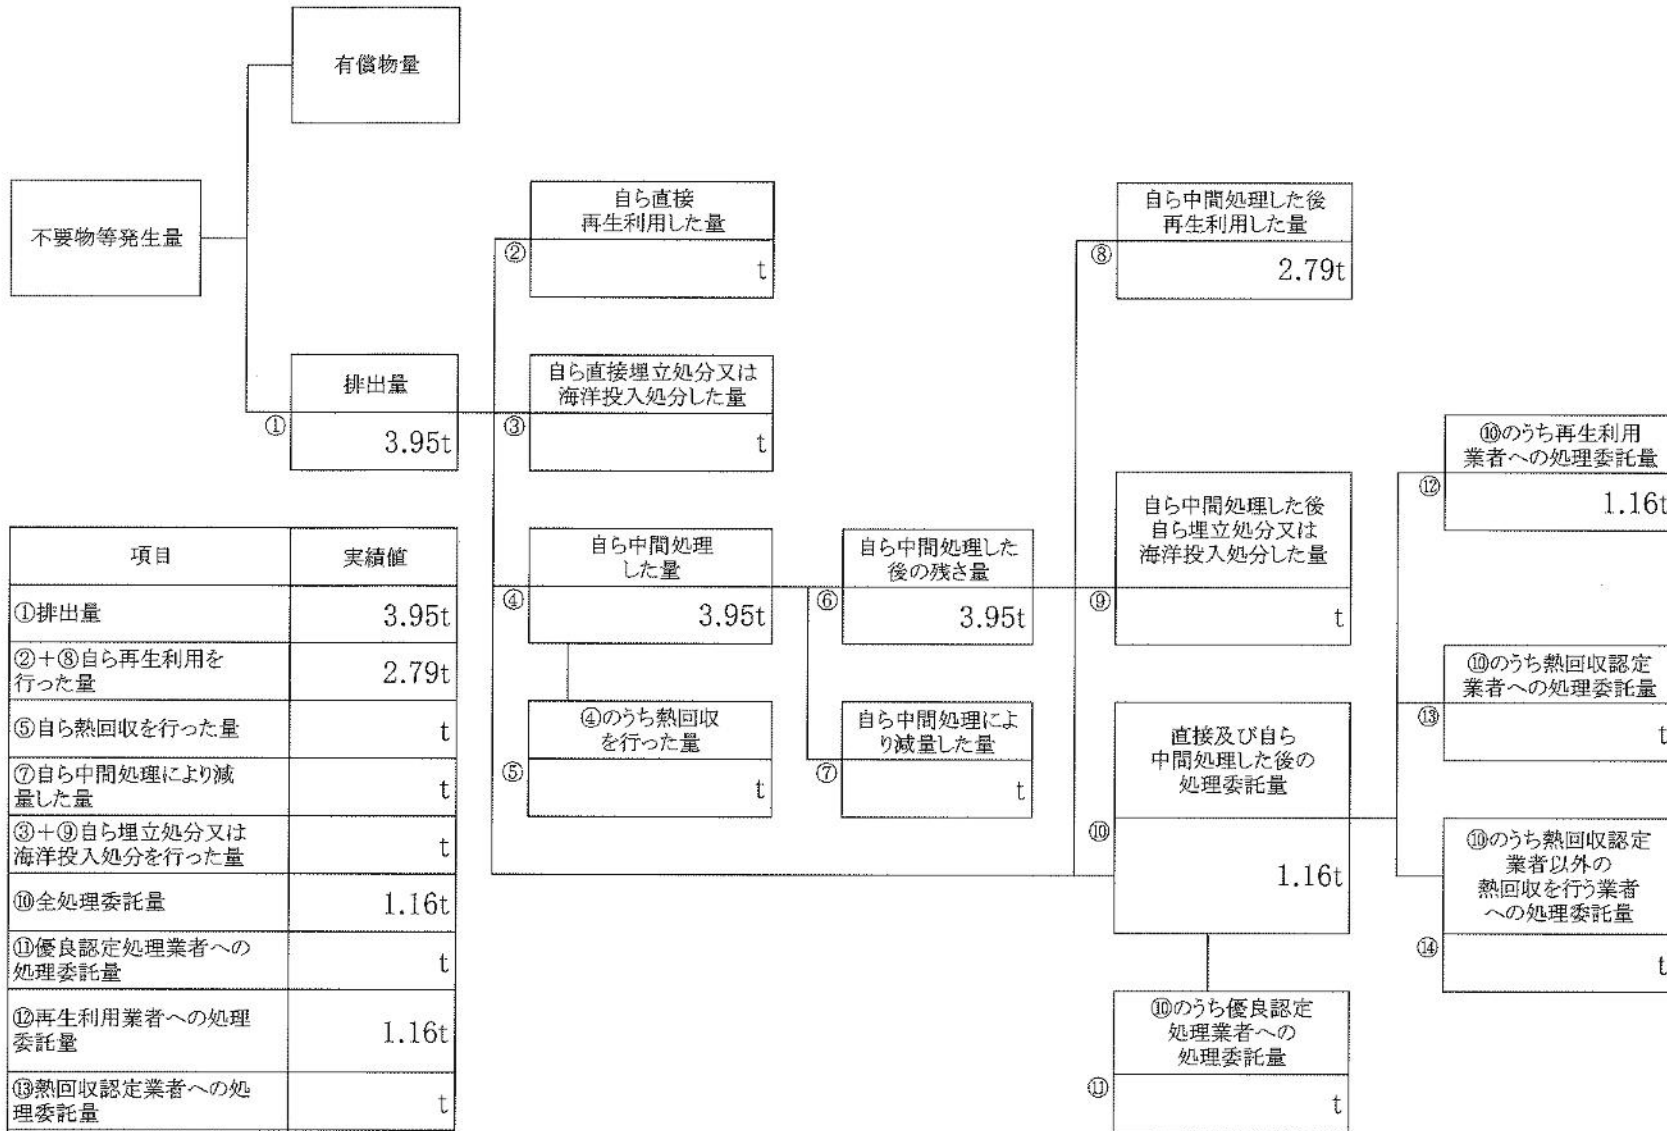 有償物量
不要物等発生量
自ら直接
再生利用した量
②
t
自ら中間処理した後
再生利用した量
⑧
2.79t
排出量
①
3.95t
自ら直接埋立処分又は
海洋投入処分した量
③
t
⑩のうち再生利用
業者への処理委託量
⑫
1.16t
自ら中間処理
した量
④
3.95t
自ら中間処理した
後の残さ量
⑥
3.95t
自ら中間処理した後
自ら埋立処分又は
海洋投入処分した量
⑨
t
④のうち熱回収
を行った量
⑤
t
自ら中間処理によ
り減量した量
⑦
t
直接及び自ら
中間処理した後の
処理委託量
⑩
1.16t
⑩のうち熱回収認定
業者への処理委託量
⑬
t
⑩のうち熱回収認定
業者以外の
熱回収を行う業者
への処理委託量
⑭
t
⑩のうち優良認定
処理業者への
処理委託量
⑪
t
項目 実績値
①排出量 3.95t
②+⑧自ら再生利用を
行った量 2.79t
⑤自ら熱回収を行った量 t
⑦自ら中間処理により減
量した量 t
③+⑨自ら埋立処分又は
海洋投入処分を行った量 t
⑩全処理委託量 1.16t
⑪優良認定処理業者への
処理委託量 t
⑫再生利用業者への処理
委託量 1.16t
⑬熱回収認定業者への処
理委託量 t